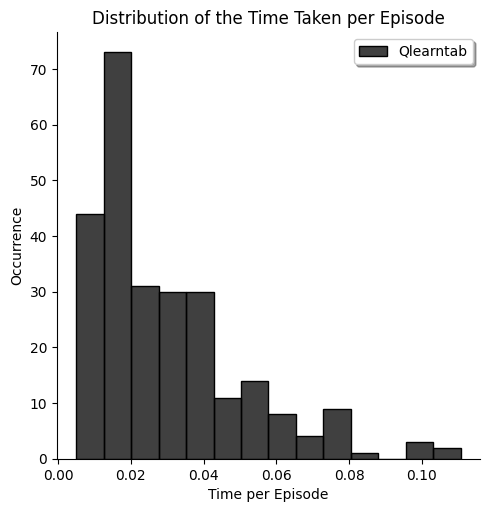 Distribution of the Time Taken per Episode
Qlearntab
Occurrence
70
60
50
40
30
20
10
0
0.00 0.02 0.04 0.06 0.08 0.10
Time per Episode